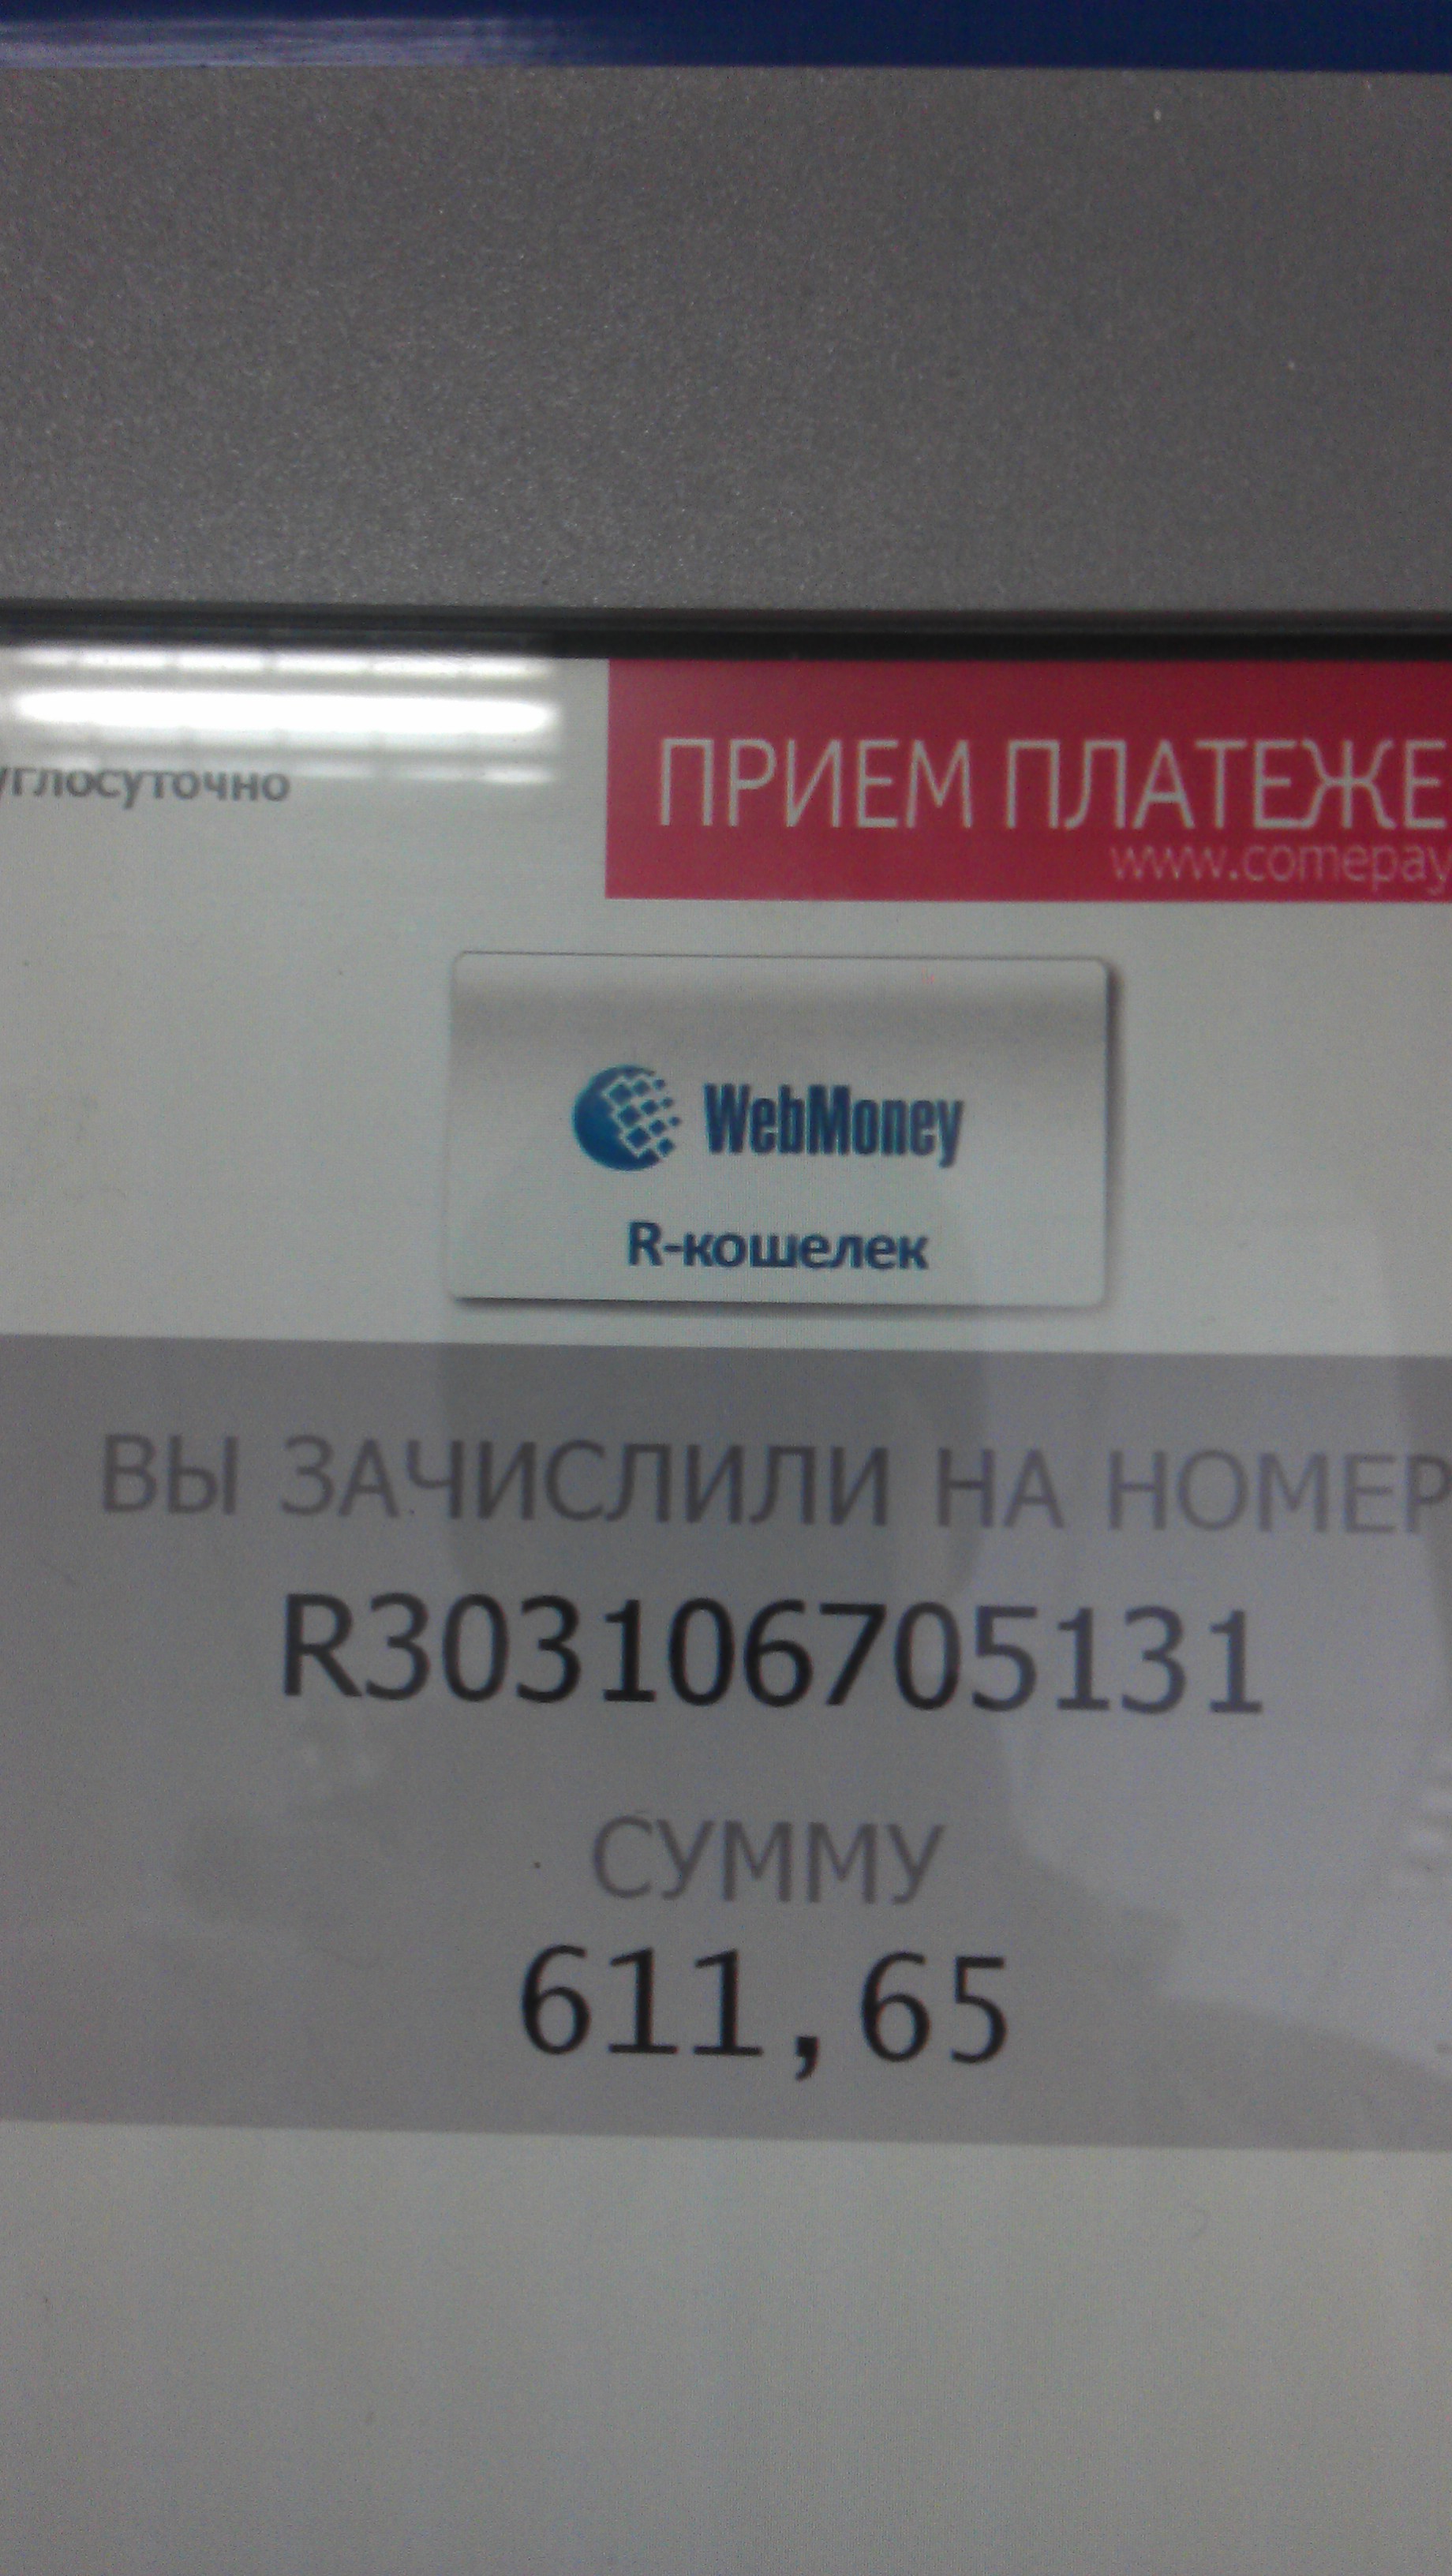 углосуточно
ПРИЕМ ПЛАТЕЖЕ
www.comepay
WebMoney
R-кошелек
ВЫ ЗАЧИСЛИЛИ НА НОМЕР
R303106705131
СУММУ
611,65